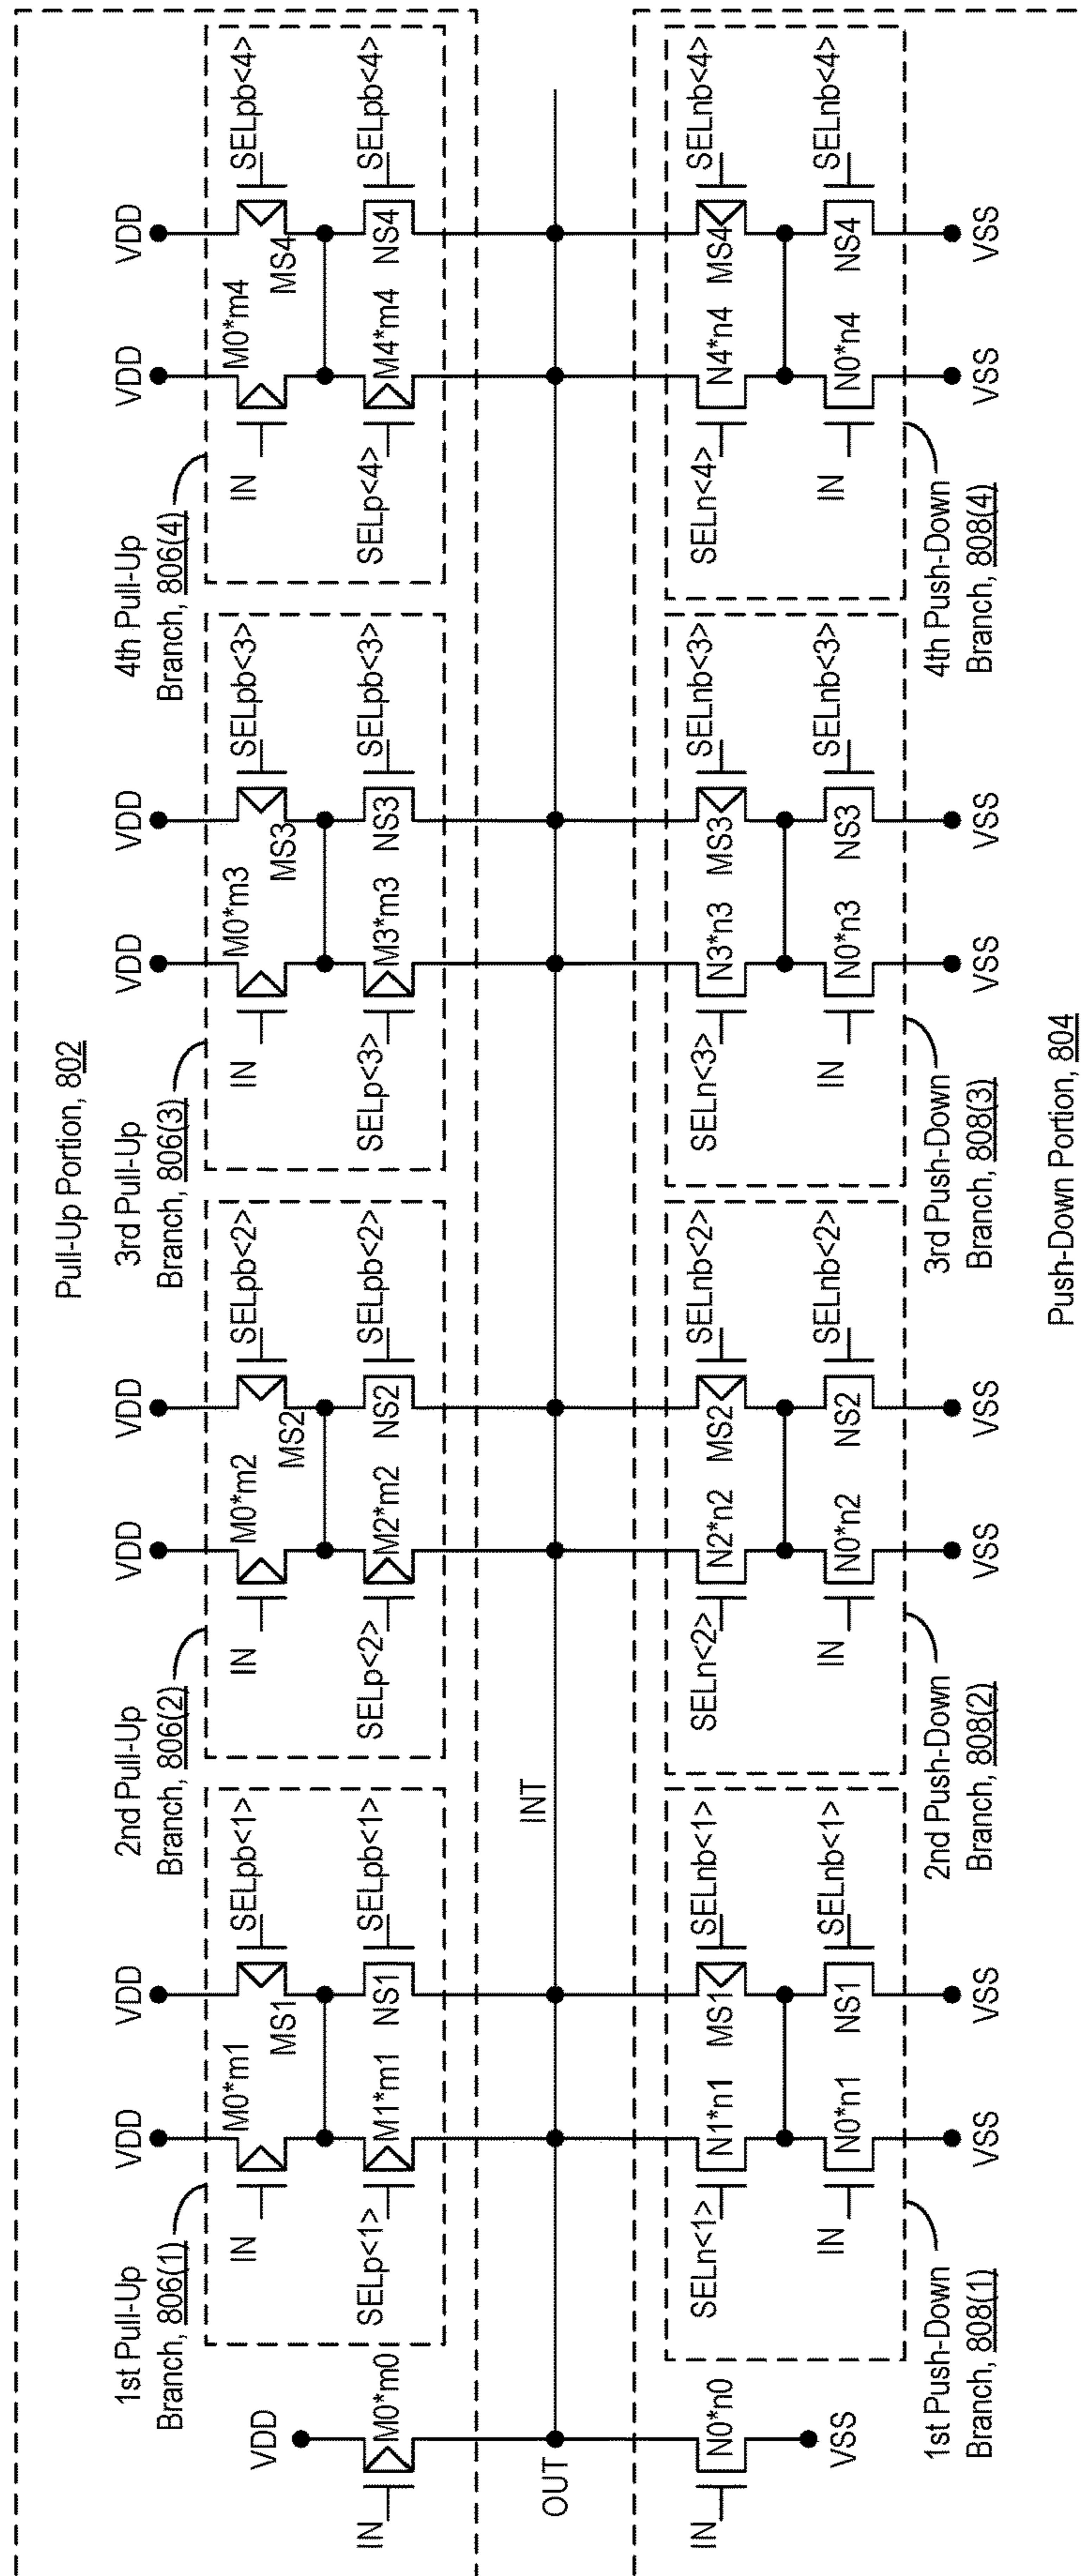 Pull-Up Portion, 802
1st Pull-Up
Branch, 806(1)
2nd Pull-Up
Branch, 806(2)
3rd Pull-Up
Branch, 806(3)
4th Pull-Up
Branch, 806(4)
VDD
VDD
VDD
VDD
VDD
VDD
VDD
VDD
VDD
IN
M0*m0
IN
M0*m1
MS1
SELpb<1>
SELp<1>
M1*m1
NS1
SELpb<1>
IN
M0*m2
MS2
SELpb<2>
SELp<2>
M2*m2
NS2
SELpb<2>
IN
M0*m3
MS3
SELpb<3>
SELp<3>
M3*m3
NS3
SELpb<3>
IN
M0*m4
MS4
SELpb<4>
SELp<4>
M4*m4
NS4
SELpb<4>
OUT
INT
IN
N0*n0
VSS
SELn<1>
N1*n1
MS1
SELnb<1>
IN
N0*n1
NS1
SELnb<1>
SELn<2>
N2*n2
MS2
SELnb<2>
IN
N0*n2
NS2
SELnb<2>
SELn<3>
N3*n3
MS3
SELnb<3>
IN
N0*n3
NS3
SELnb<3>
SELn<4>
N4*n4
MS4
SELnb<4>
IN
N0*n4
NS4
SELnb<4>
VSS
VSS
VSS
VSS
VSS
VSS
VSS
VSS
1st Push-Down
Branch, 808(1)
2nd Push-Down
Branch, 808(2)
3rd Push-Down
Branch, 808(3)
4th Push-Down
Branch, 808(4)
Push-Down Portion, 804